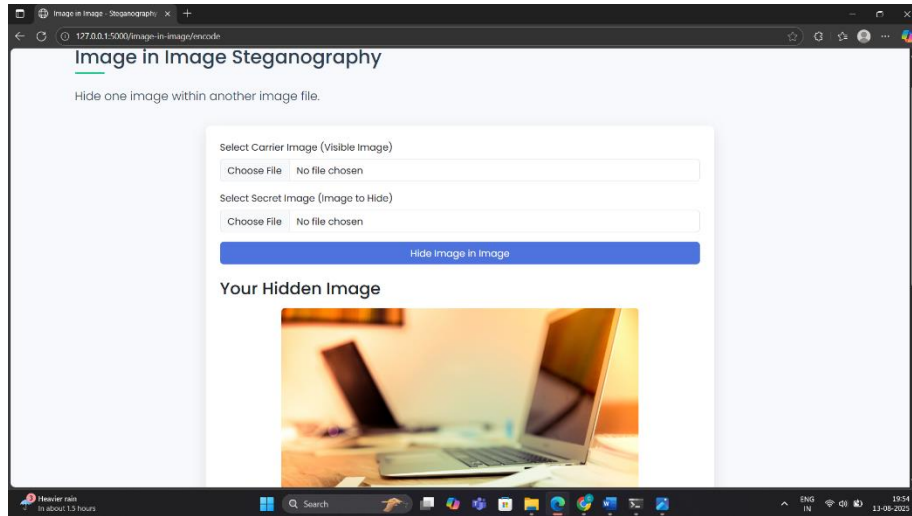 Image in Image - Steganography
127.0.0.1:5000/image-in-image/encode
Image in Image Steganography
Hide one image within another image file.
Select Carrier Image (Visible Image)
Choose File No file chosen
Select Secret Image (Image to Hide)
Choose File No file chosen
Hide Image in Image
Your Hidden Image
3
Heavier rain
In about 1.5 hours
Search
ENG
IN
19:54
13-08-2025